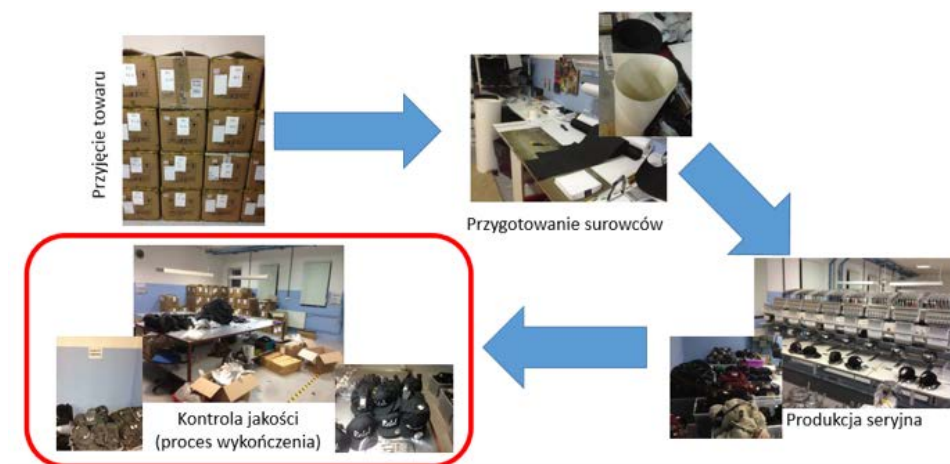 Przyjęcie towaru
Przygotowanie surowców
Produkcja seryjna
Kontrola jakości
(proces wykończenia)